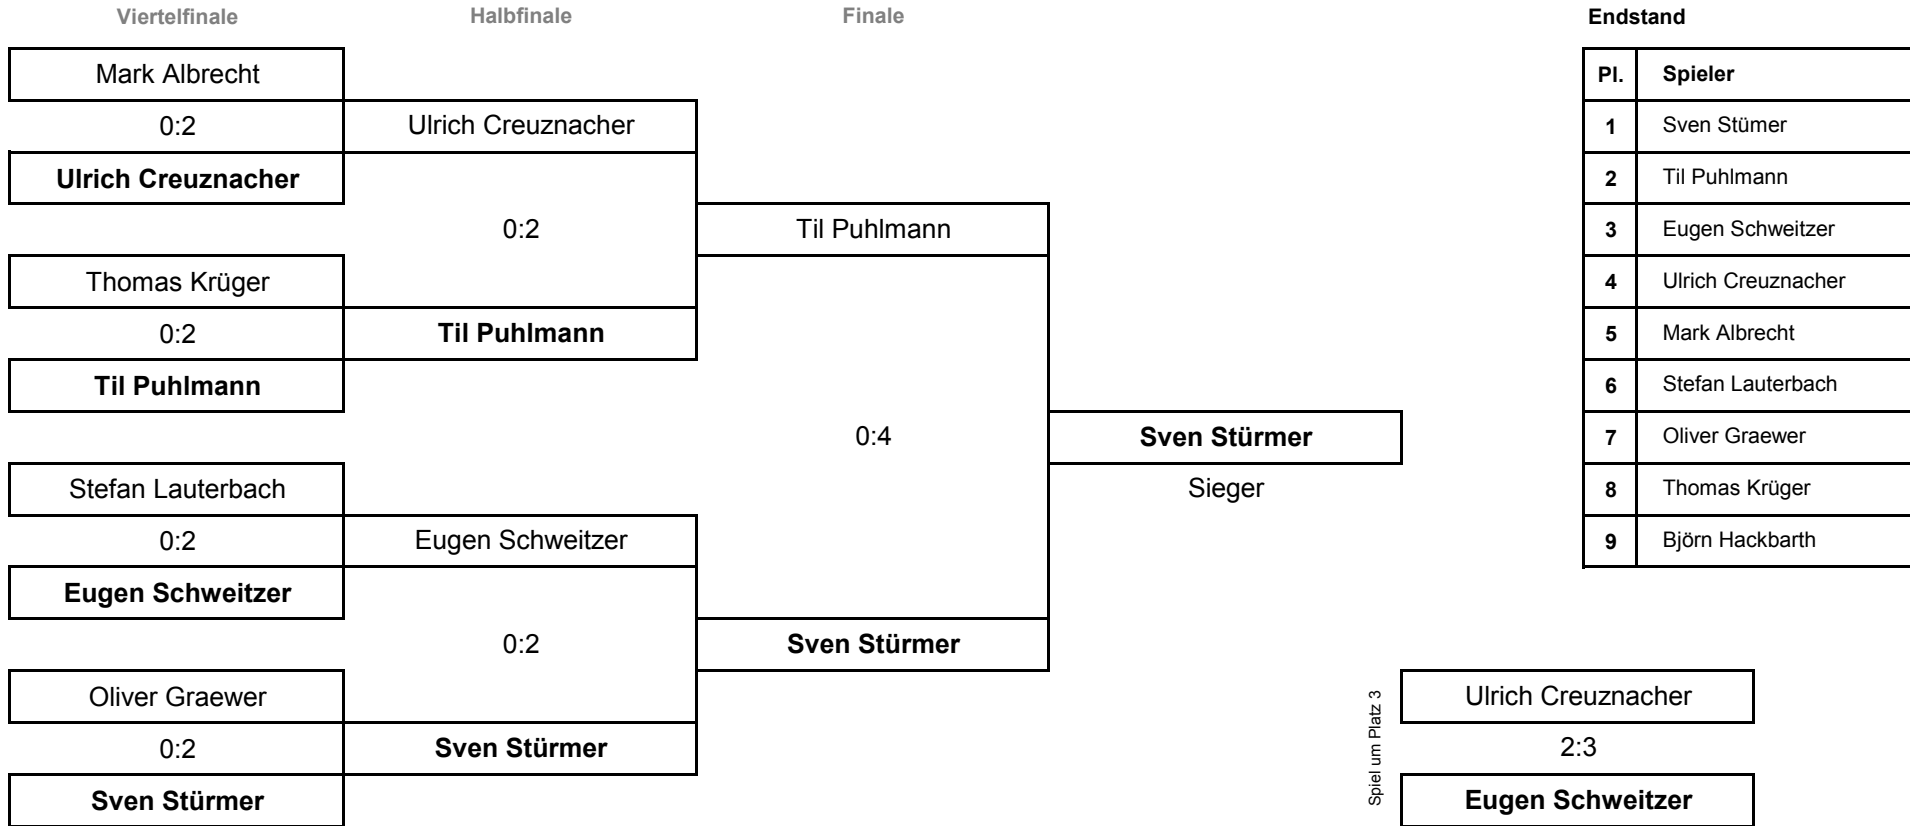 Viertelfinale Halbfinale Finale Endstand
Mark Albrecht
0:2
Ulrich Creuznacher
Thomas Krüger
0:2
Til Puhlmann
Stefan Lauterbach
0:2
Eugen Schweitzer
Oliver Graewer
0:2
Sven Stürmer
Ulrich Creuznacher
0:2
Til Puhlmann
Eugen Schweitzer
0:2
Sven Stürmer
Til Puhlmann
0:4
Sven Stürmer
Sven Stürmer
Sieger
Pl. Spieler
1 Sven Stümer
2 Til Puhlmann
3 Eugen Schweitzer
4 Ulrich Creuznacher
5 Mark Albrecht
6 Stefan Lauterbach
7 Oliver Graewer
8 Thomas Krüger
9 Björn Hackbarth
Spiel um Platz 3
Ulrich Creuznacher
2:3
Eugen Schweitzer